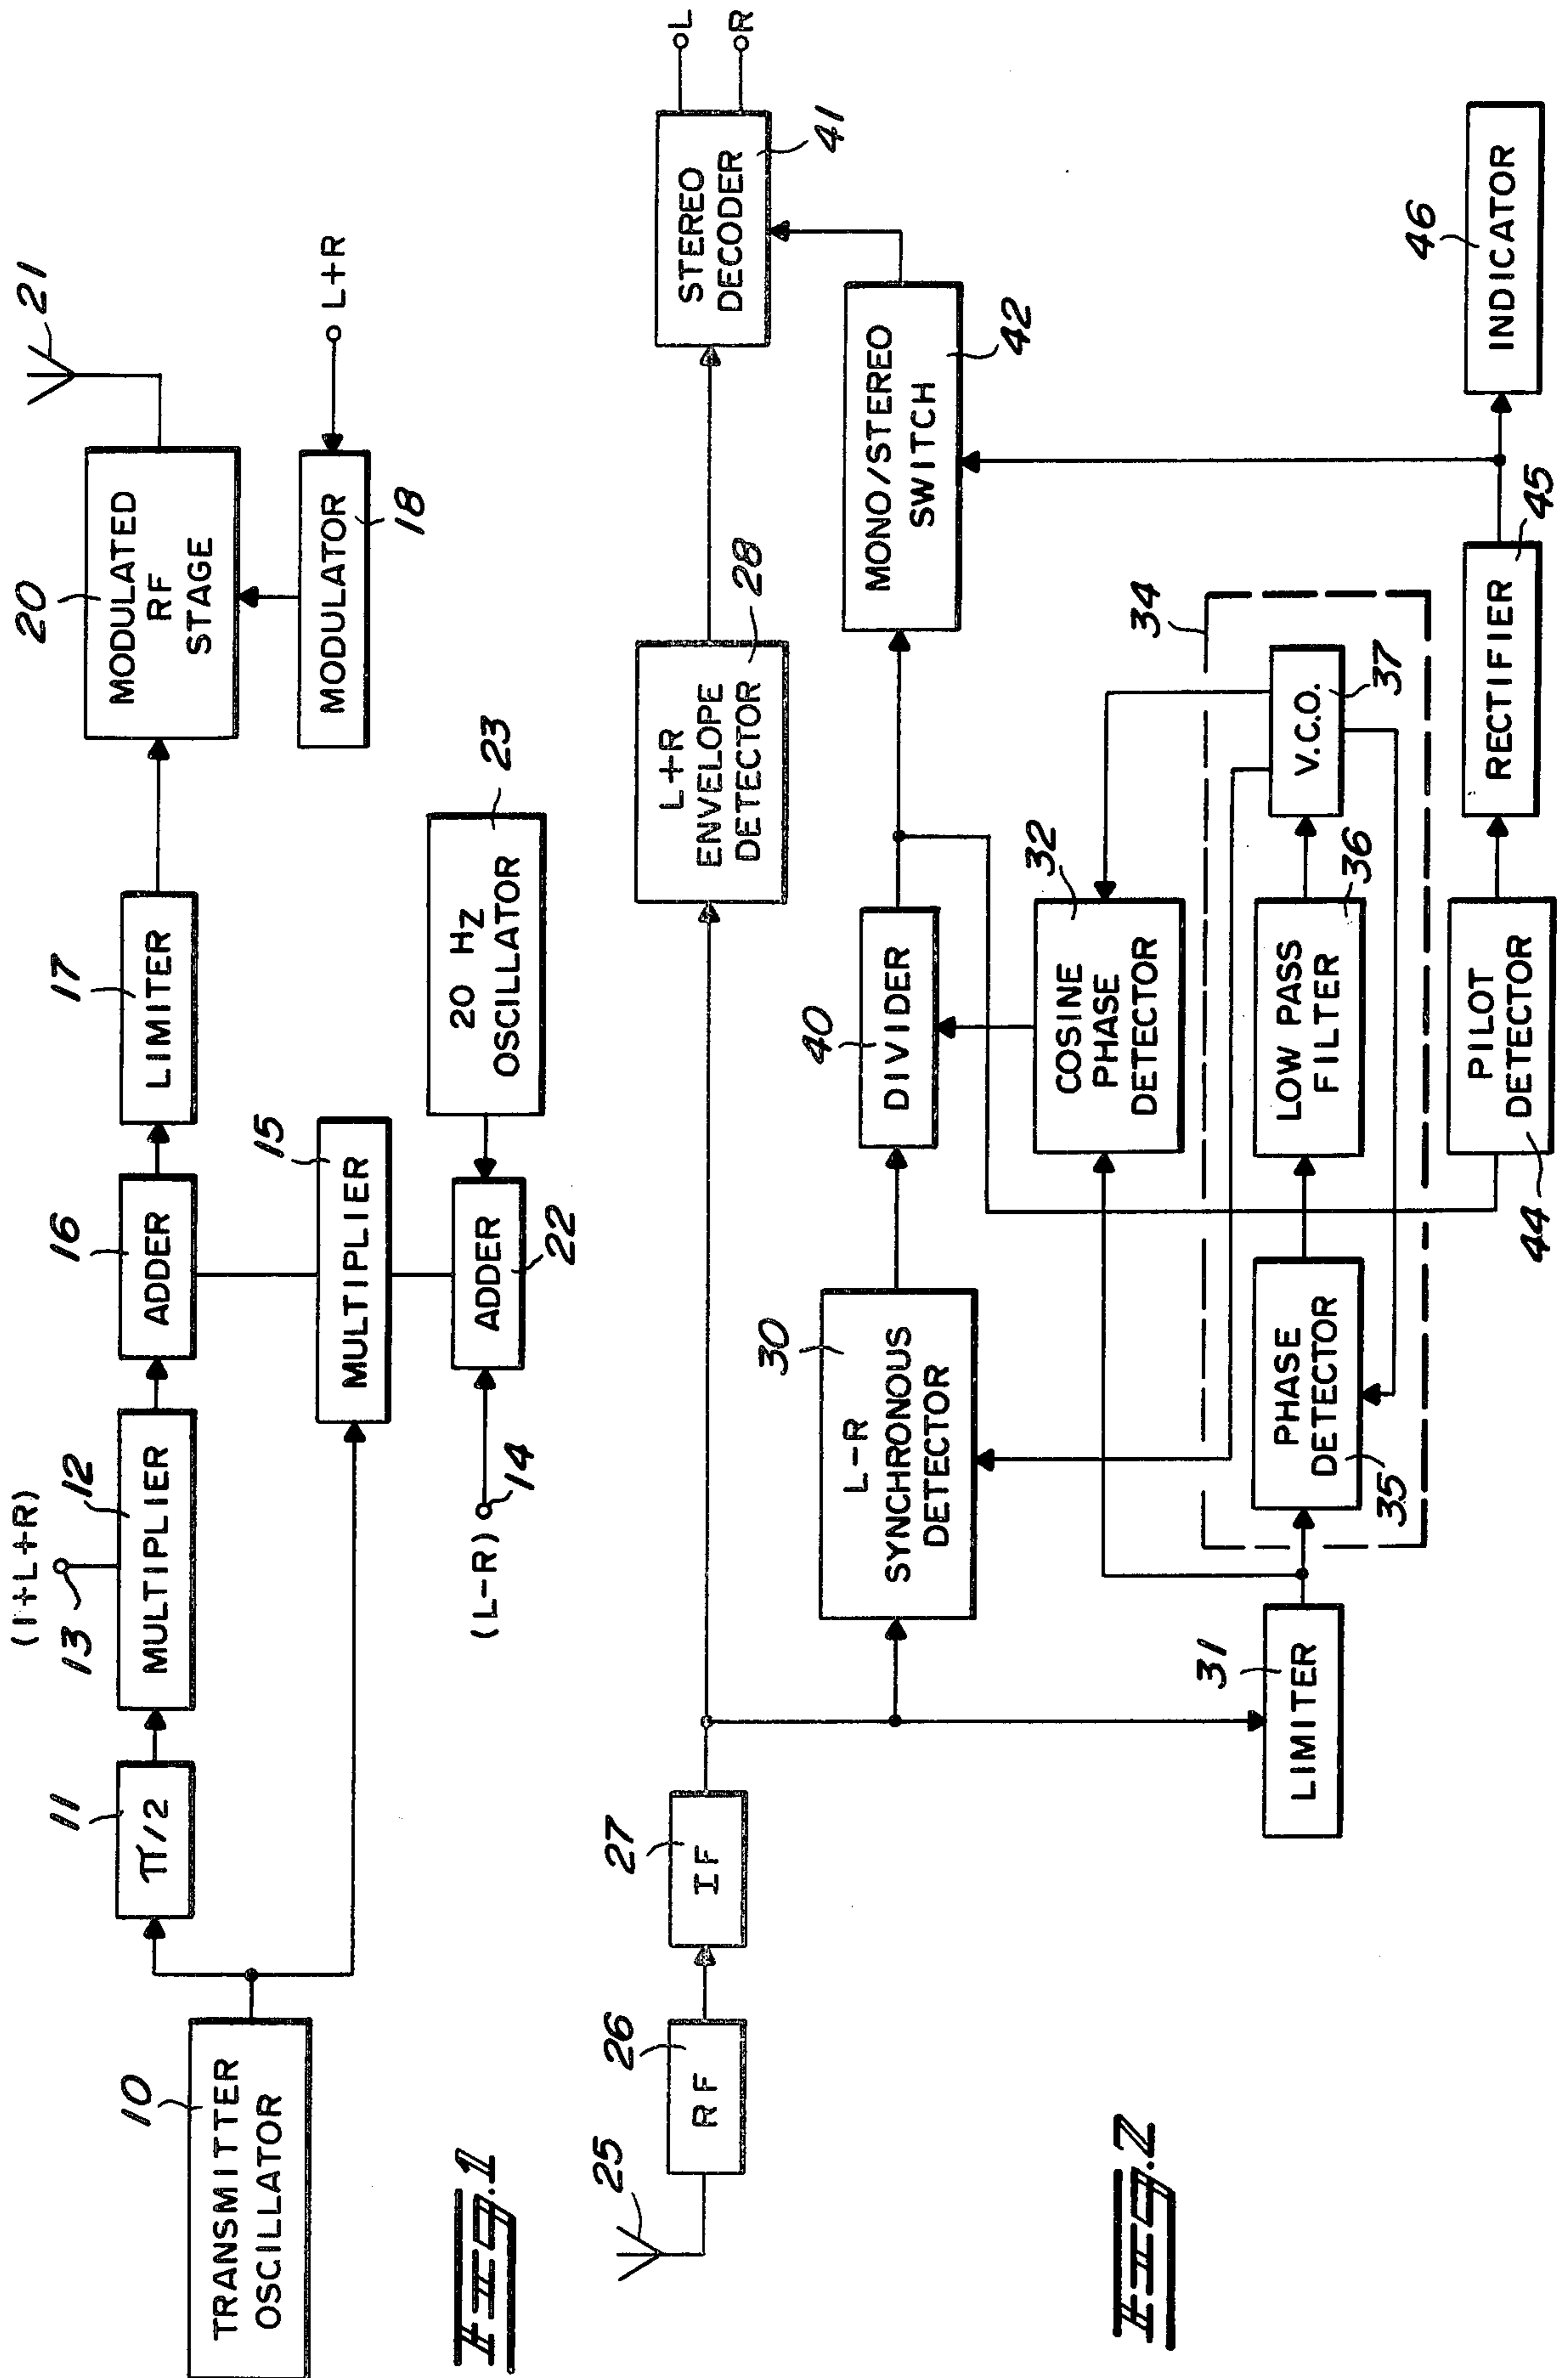 10
TRANSMITTER
OSCILLATOR
11
π/2
(1+L+R)
13
12
MULTIPLIER
16
ADDER
17
LIMITER
20
MODULATED
RF
STAGE
21
L+R
MODULATOR
18
15
MULTIPLIER
23
20 Hz
OSCILLATOR
ADDER
22
(L-R)
14
Fig.1
25
26
RF
27
IF
L+R
ENVELOPE
DETECTOR
28
STEREO
DECODER
41
L
R
30
L-R
SYNCHRONOUS
DETECTOR
40
DIVIDER
MONO/STEREO
SWITCH
42
32
COSINE
PHASE
DETECTOR
34
31
LIMITER
PHASE
DETECTOR
35
LOW PASS
FILTER
36
V.C.O.
37
PILOT
DETECTOR
44
RECTIFIER
45
46
INDICATOR
Fig.2